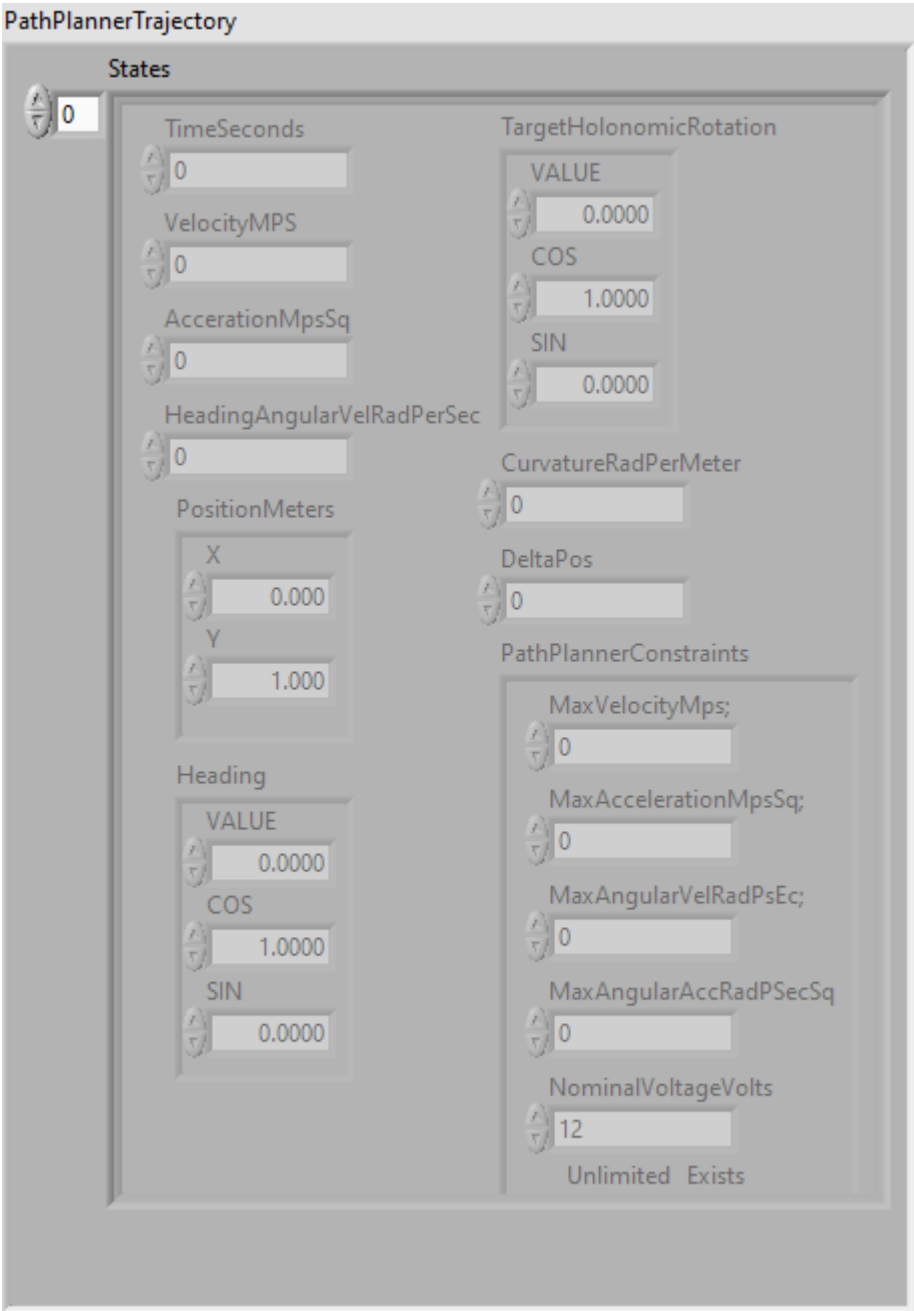 PathPlannerTrajectory
States
0
TimeSeconds
0
VelocityMPS
0
AccerationMpsSq
0
HeadingAngularVelRadPerSec
0
PositionMeters
X
0.000
Y
1.000
Heading
VALUE
0.0000
COS
1.0000
SIN
0.0000
TargetHolonomicRotation
VALUE
0.0000
COS
1.0000
SIN
0.0000
CurvatureRadPerMeter
0
DeltaPos
0
PathPlannerConstraints
MaxVelocityMps;
0
MaxAccelerationMpsSq;
0
MaxAngularVelRadPsEc;
0
MaxAngularAccRadPSecSq
0
NominalVoltageVolts
12
Unlimited Exists